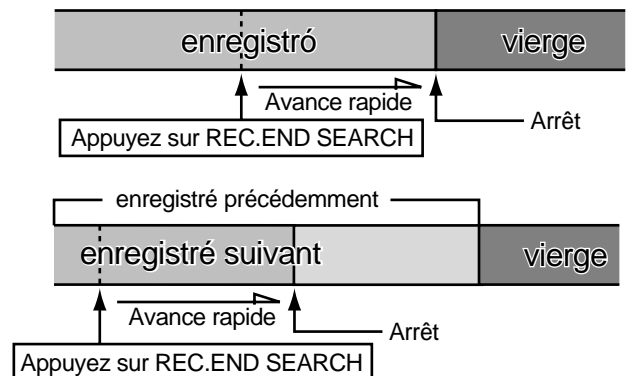 enregistró vierge
Avance rapide
Arrêt
Appuyez sur REC.END SEARCH
enregistré précédemment
enregistré suivant vierge
Avance rapide
Arrêt
Appuyez sur REC.END SEARCH